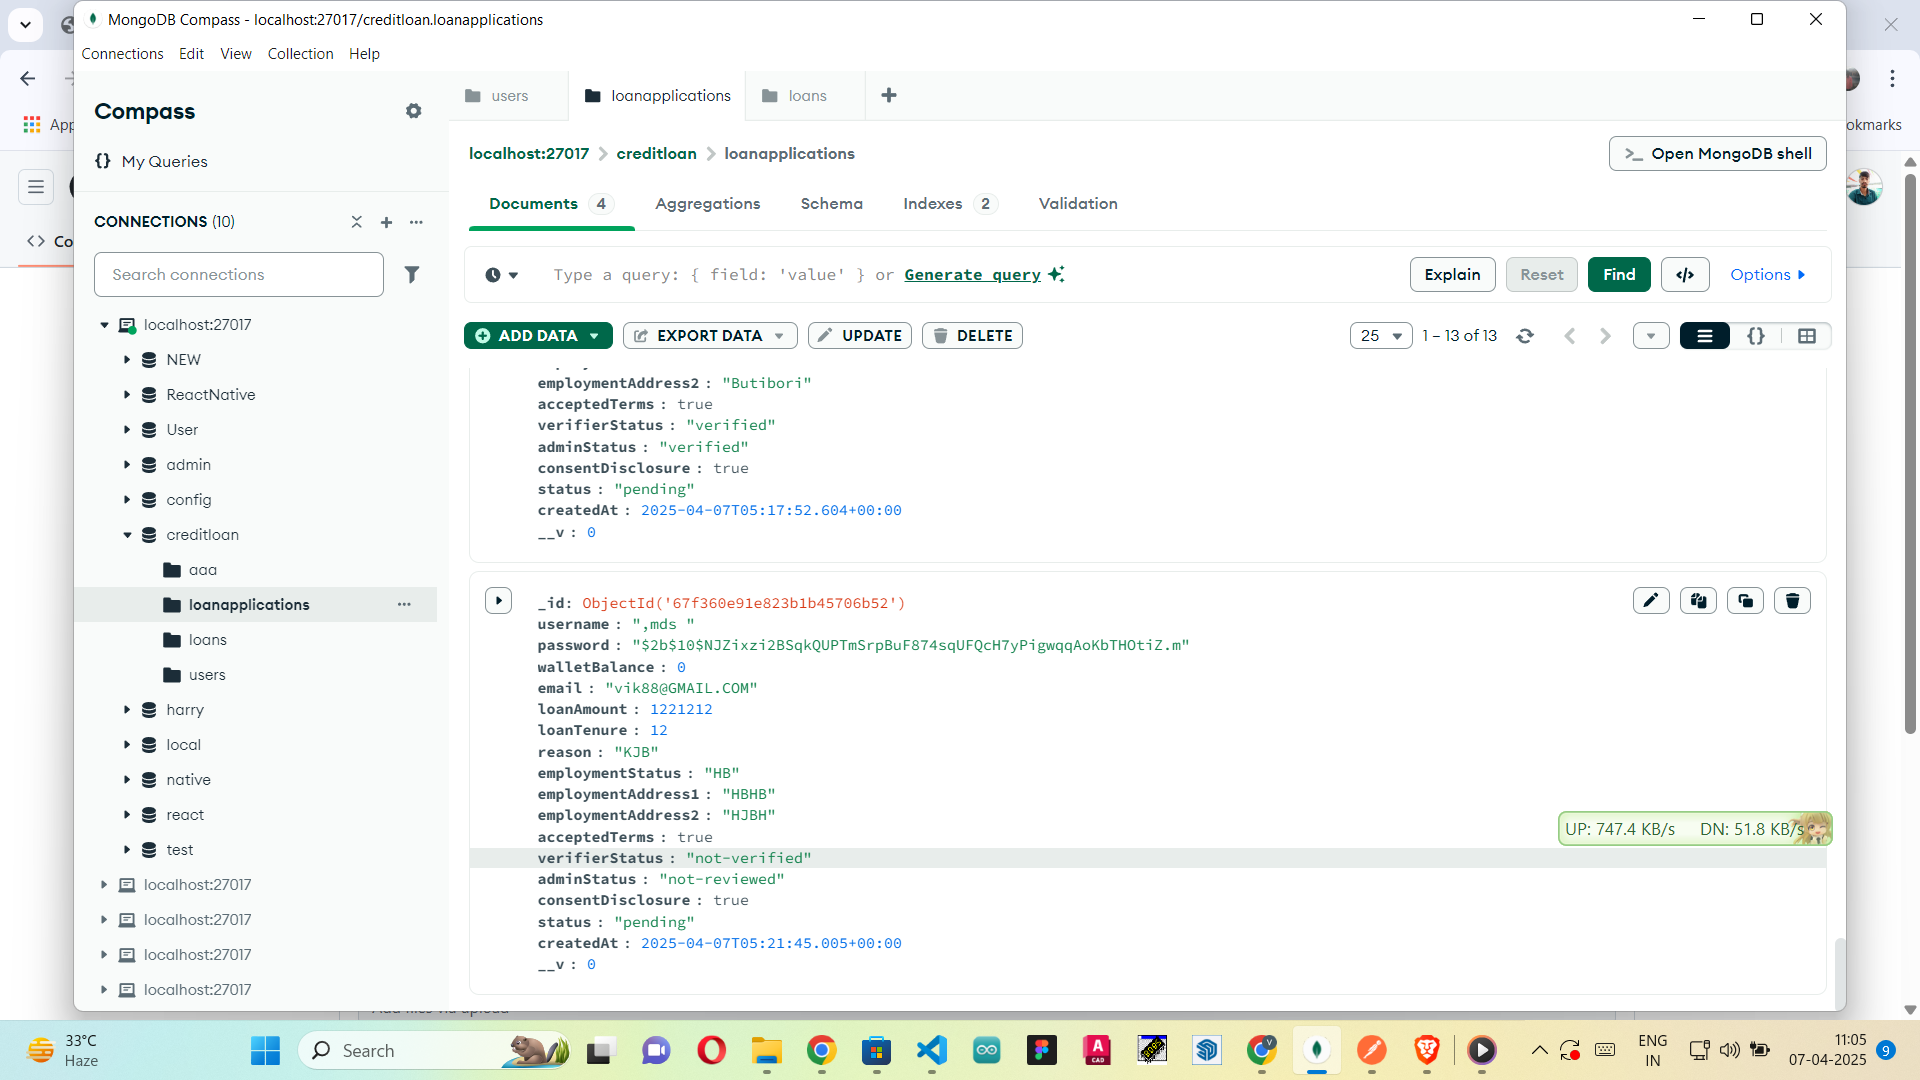 MongoDB Compass - localhost:27017/creditloan.loanapplications
Connections Edit View Collection Help
Compass
My Queries
CONNECTIONS (10)
Search connections
localhost:27017
NEW
ReactNative
User
admin
config
creditloan
aaa
loanapplications
loans
users
harry
local
native
react
test
localhost:27017
localhost:27017
localhost:27017
localhost:27017
users
loanapplications
loans
localhost:27017 > creditloan > loanapplications
>_ Open MongoDB shell
Documents 4 Aggregations Schema Indexes 2 Validation
Type a query: { field: 'value' } or Generate query
Explain Reset Find </> Options
ADD DATA EXPORT DATA UPDATE DELETE
25 1 – 13 of 13
employmentAddress2 : "Butibori"
acceptedTerms : true
verifierStatus : "verified"
adminStatus : "verified"
consentDisclosure : true
status : "pending"
createdAt : 2025-04-07T05:17:52.604+00:00
__v : 0
_id: ObjectId('67f360e91e823b1b45706b52')
username : ",mds "
password : "$2b$10$NJZixzi2BSqkQUPTmSrpBuF874sqUFQcH7yPigwqqAoKbTHOtiZ.m"
walletBalance : 0
email : "vik88@GMAIL.COM"
loanAmount : 1221212
loanTenure : 12
reason : "KJB"
employmentStatus : "HB"
employmentAddress1 : "HBHB"
employmentAddress2 : "HJBH"
acceptedTerms : true
verifierStatus : "not-verified"
adminStatus : "not-reviewed"
consentDisclosure : true
status : "pending"
createdAt : 2025-04-07T05:21:45.005+00:00
__v : 0
UP: 747.4 KB/s DN: 51.8 KB/s
33°C
Haze
Search
ENG
IN
11:05
07-04-2025
9